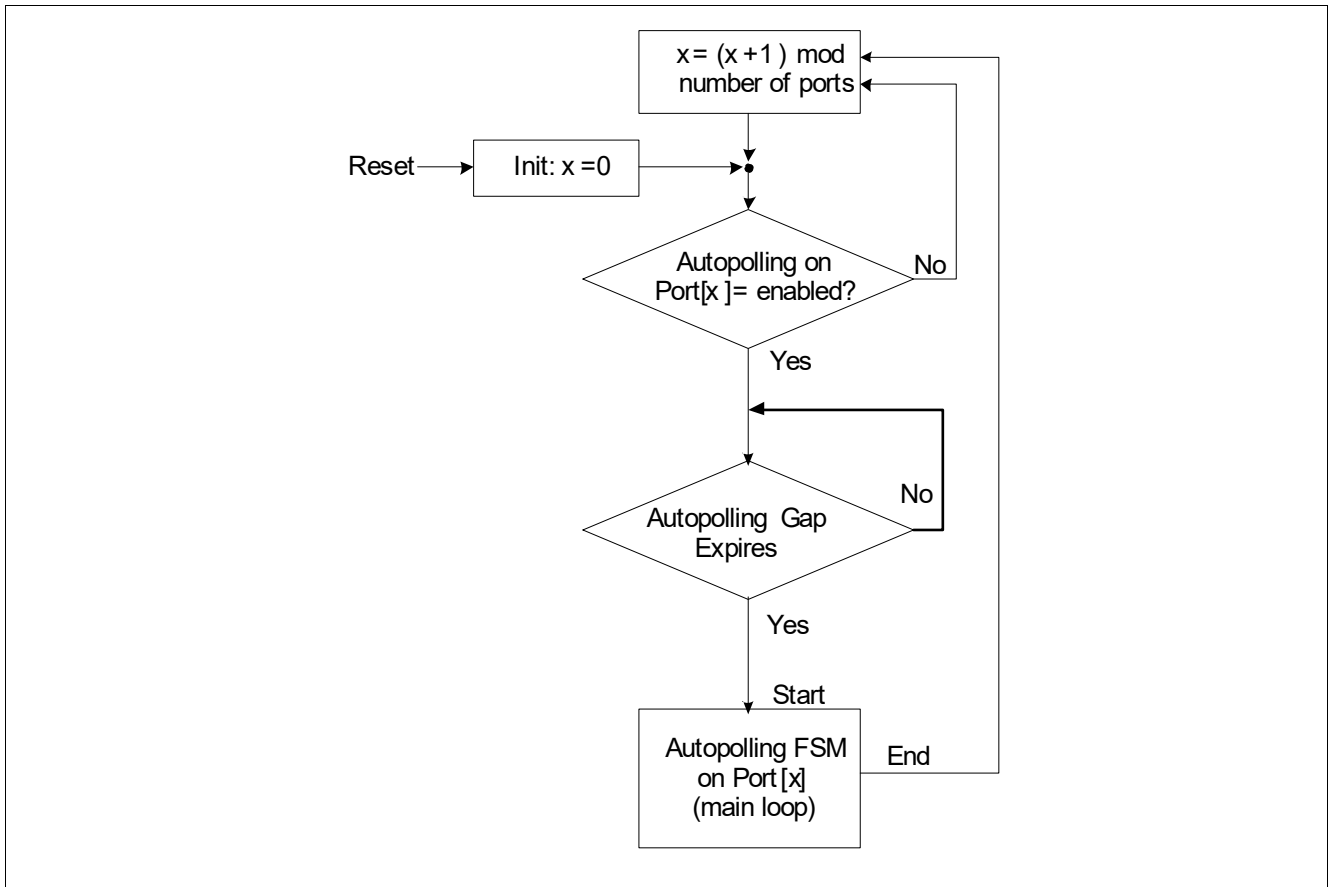 x = (x + 1) mod
number of ports
Reset
Init: x = 0
Autopolling on
Port[x] = enabled?
No
Yes
No
Autopolling Gap
Expires
Yes
Start
Autopolling FSM
on Port[x]
(main loop)
End